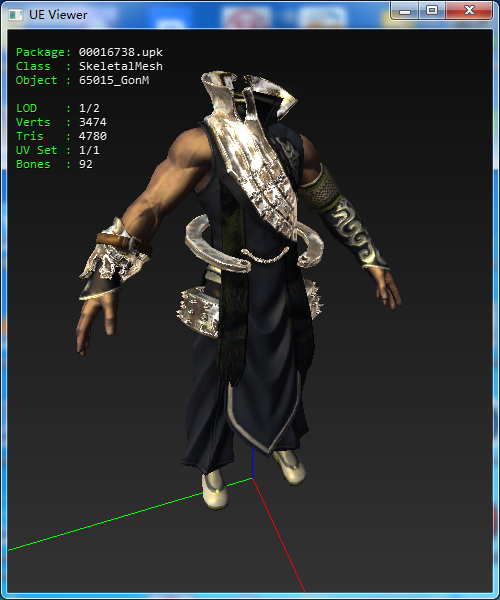 UE Viewer
Package: 00016738.upk
Class : SkeletalMesh
Object : 65015_GonM
LOD : 1/2
Verts : 3474
Tris : 4780
UV Set : 1/1
Bones : 92